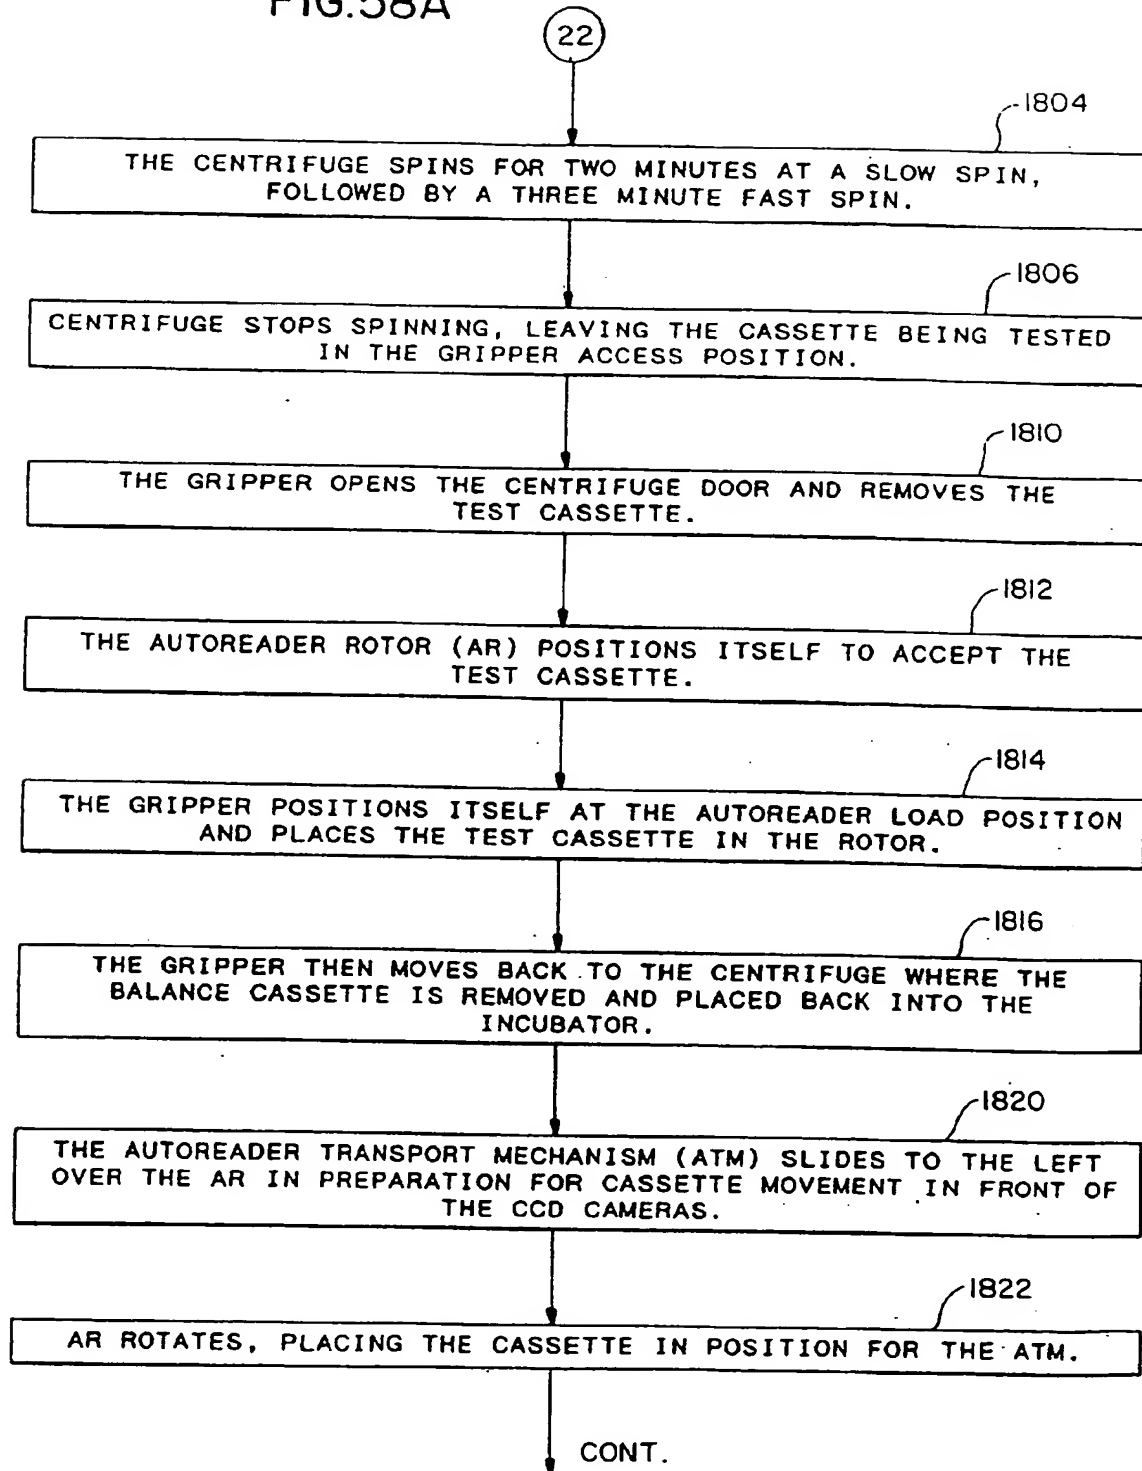 FIG.58A
22
1804
THE CENTRIFUGE SPINS FOR TWO MINUTES AT A SLOW SPIN,
FOLLOWED BY A THREE MINUTE FAST SPIN.
1806
CENTRIFUGE STOPS SPINNING, LEAVING THE CASSETTE BEING TESTED
IN THE GRIPPER ACCESS POSITION.
1810
THE GRIPPER OPENS THE CENTRIFUGE DOOR AND REMOVES THE
TEST CASSETTE.
1812
THE AUTOREADER ROTOR (AR) POSITIONS ITSELF TO ACCEPT THE
TEST CASSETTE.
1814
THE GRIPPER POSITIONS ITSELF AT THE AUTOREADER LOAD POSITION
AND PLACES THE TEST CASSETTE IN THE ROTOR.
1816
THE GRIPPER THEN MOVES BACK TO THE CENTRIFUGE WHERE THE
BALANCE CASSETTE IS REMOVED AND PLACED BACK INTO THE
INCUBATOR.
1820
THE AUTOREADER TRANSPORT MECHANISM (ATM) SLIDES TO THE LEFT
OVER THE AR IN PREPARATION FOR CASSETTE MOVEMENT IN FRONT OF
THE CCD CAMERAS.
1822
AR ROTATES, PLACING THE CASSETTE IN POSITION FOR THE ATM.
CONT.